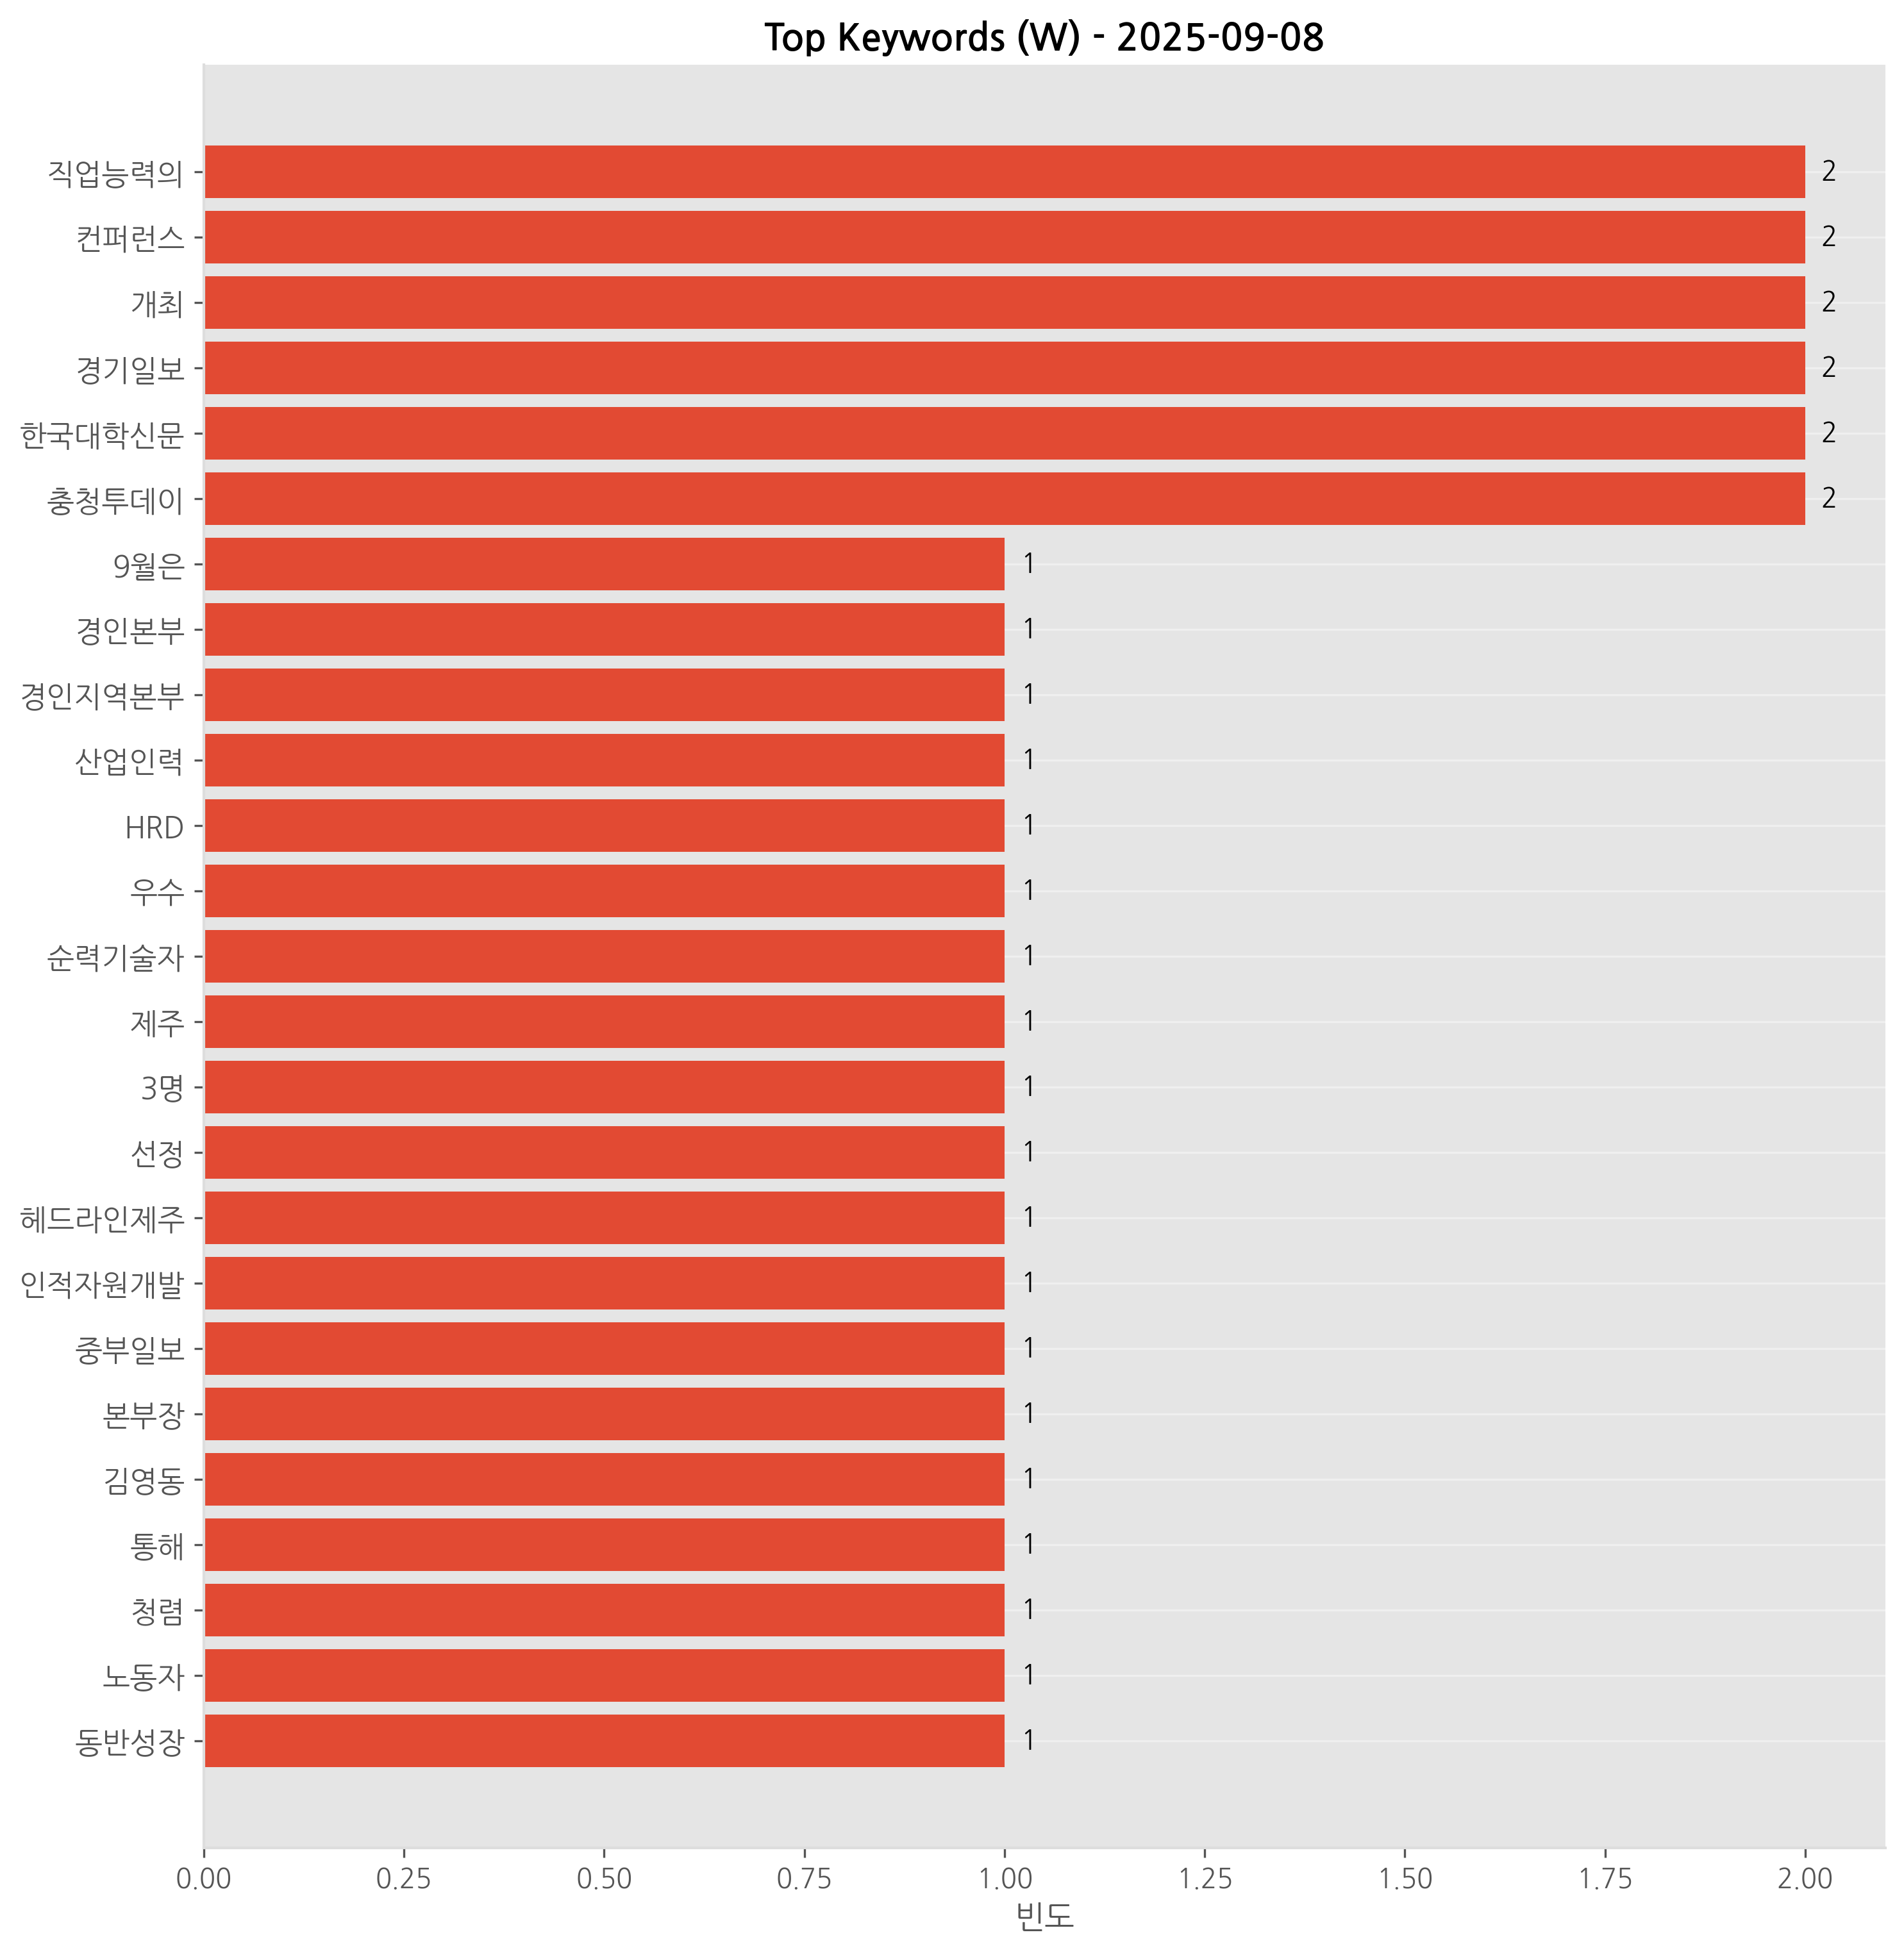 Top Keywords (W) - 2025-09-08
직업능력의 2
컨퍼런스 2
개최 2
경기일보 2
한국대학신문 2
충청투데이 2
9월은 1
경인본부 1
경인지역본부 1
산업인력 1
HRD 1
우수 1
순력기술자 1
제주 1
3명 1
선정 1
헤드라인제주 1
인적자원개발 1
중부일보 1
본부장 1
김영동 1
통해 1
청렴 1
노동자 1
동반성장 1
0.00 0.25 0.50 0.75 1.00 1.25 1.50 1.75 2.00
빈도